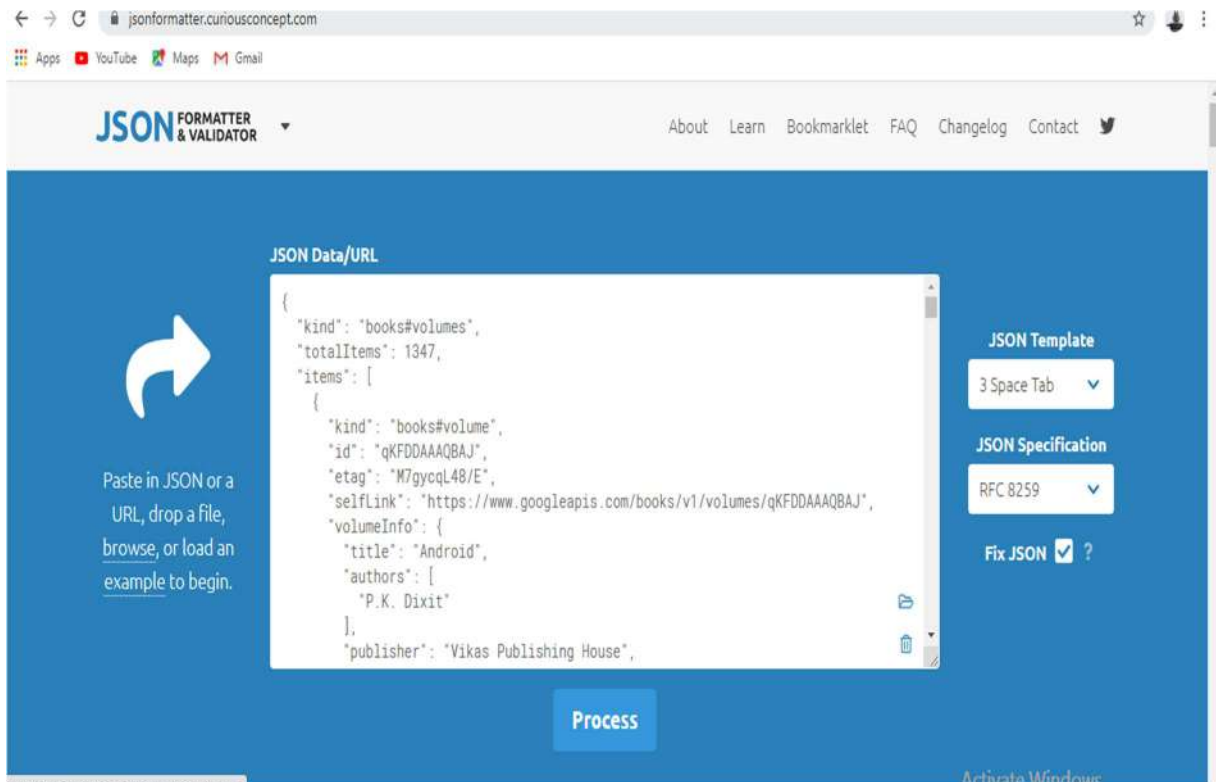 jsonformatter.curiousconcept.com
Apps YouTube Maps Gmail
JSON FORMATTER & VALIDATOR
About Learn Bookmarklet FAQ Changelog Contact
JSON Data/URL
{
"kind": "books#volumes",
"totalItems": 1347,
"items": [
{
"kind": "books#volume",
"id": "qKFDDAAAQBAJ",
"etag": "M7gycqL48/E",
"selfLink": "https://www.googleapis.com/books/v1/volumes/qKFDDAAAQBAJ",
"volumeInfo": {
"title": "Android",
"authors": [
"P.K. Dixit"
],
"publisher": "Vikas Publishing House",
Paste in JSON or a
URL, drop a file,
browse, or load an
example to begin.
JSON Template
3 Space Tab
JSON Specification
RFC 8259
Fix JSON ?
Process
Activate Windows